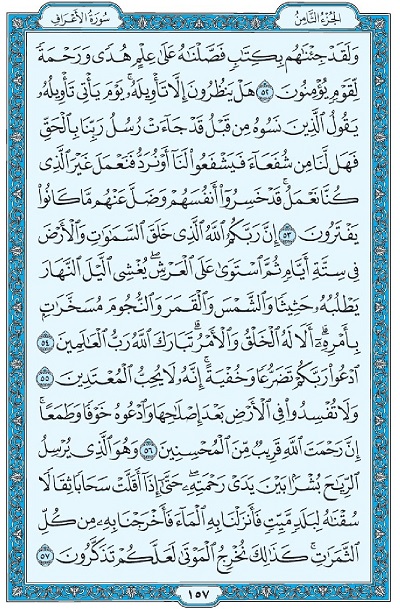 الجزء الثامن
سورة الأعراف
وَلَقَدْ جِئْنَٰهُم بِكِتَٰبٍ فَصَّلْنَٰهُ عَلَىٰ عِلْمٍ هُدًى وَرَحْمَةً
لِّقَوْمٍ يُؤْمِنُونَ ٥٢ هَلْ يَنظُرُونَ إِلَّا تَأْوِيلَهُۥ ۚ يَوْمَ يَأْتِى تَأْوِيلُهُۥ
يَقُولُ ٱلَّذِينَ نَسُوهُ مِن قَبْلُ قَدْ جَآءَتْ رُسُلُ رَبِّنَا بِٱلْحَقِّ
فَهَل لَّنَا مِن شُفَعَآءَ فَيَشْفَعُوا۟ لَنَآ أَوْ نُرَدُّ فَنَعْمَلَ غَيْرَ ٱلَّذِى
كُنَّا نَعْمَلُ ۚ قَدْ خَسِرُوٓا۟ أَنفُسَهُمْ وَضَلَّ عَنْهُم مَّا كَانُوا۟
يَفْتَرُونَ ٥٣ إِنَّ رَبَّكُمُ ٱللَّهُ ٱلَّذِى خَلَقَ ٱلسَّمَٰوَٰتِ وَٱلْأَرْضَ
فِى سِتَّةِ أَيَّامٍ ثُمَّ ٱسْتَوَىٰ عَلَى ٱلْعَرْشِ ۖ يُغْشِى ٱلَّيْلَ ٱلنَّهَارَ
يَطْلُبُهُۥ حَثِيثًا وَٱلشَّمْسَ وَٱلْقَمَرَ وَٱلنُّجُومَ مُسَخَّرَٰتٍۭ
بِأَمْرِهِۦٓ ۗ أَلَا لَهُ ٱلْخَلْقُ وَٱلْأَمْرُ ۗ تَبَارَكَ ٱللَّهُ رَبُّ ٱلْعَٰلَمِينَ ٥٤
ٱدْعُوا۟ رَبَّكُمْ تَضَرُّعًا وَخُفْيَةً ۚ إِنَّهُۥ لَا يُحِبُّ ٱلْمُعْتَدِينَ ٥٥
وَلَا تُفْسِدُوا۟ فِى ٱلْأَرْضِ بَعْدَ إِصْلَٰحِهَا وَٱدْعُوهُ خَوْفًا وَطَمَعًا ۚ
إِنَّ رَحْمَتَ ٱللَّهِ قَرِيبٌ مِّنَ ٱلْمُحْسِنِينَ ٥٦ وَهُوَ ٱلَّذِى يُرْسِلُ
ٱلرِّيَٰحَ بُشْرًۢا بَيْنَ يَدَىْ رَحْمَتِهِۦ ۖ حَتَّىٰٓ إِذَآ أَقَلَّتْ سَحَابًا ثِقَالًا
سُقْنَٰهُ لِبَلَدٍ مَّيِّتٍ فَأَنزَلْنَا بِهِ ٱلْمَآءَ فَأَخْرَجْنَا بِهِۦ مِن كُلِّ
ٱلثَّمَرَٰتِ ۚ كَذَٰلِكَ نُخْرِجُ ٱلْمَوْتَىٰ لَعَلَّكُمْ تَذَكَّرُونَ ٥٧
١٥٧